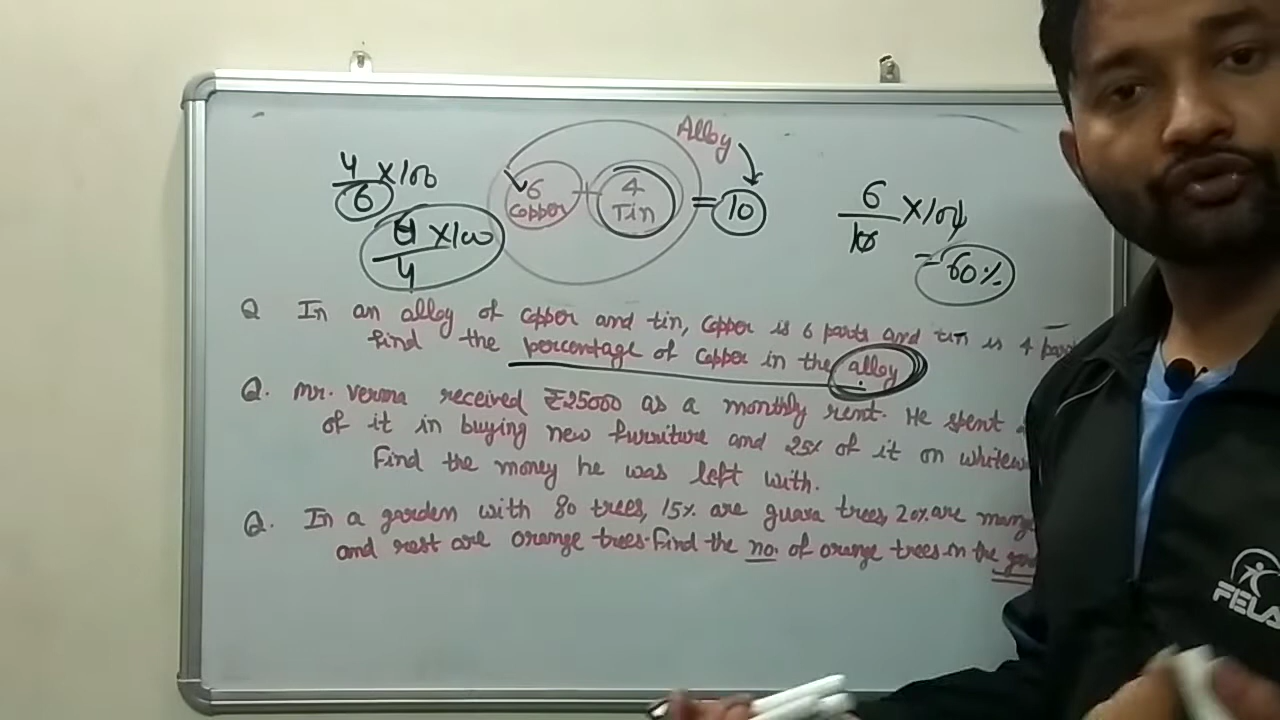 Alloy
4/6 x100
6 Copper + 4 Tin = 10
6/10 x100
4 x100
= 60%
Q In an alloy of copper and tin, copper is 6 parts and tin is 4
find the percentage of copper in the alloy
Q. Mr. Verma received ₹25000 as a monthly rent. He spent
of it in buying new furniture and 25% of it on
Find the money he was left with.
Q. In a garden with 80 trees, 15% are guava trees, 20% are
and rest are orange trees. Find the no. of orange trees in the
FELA